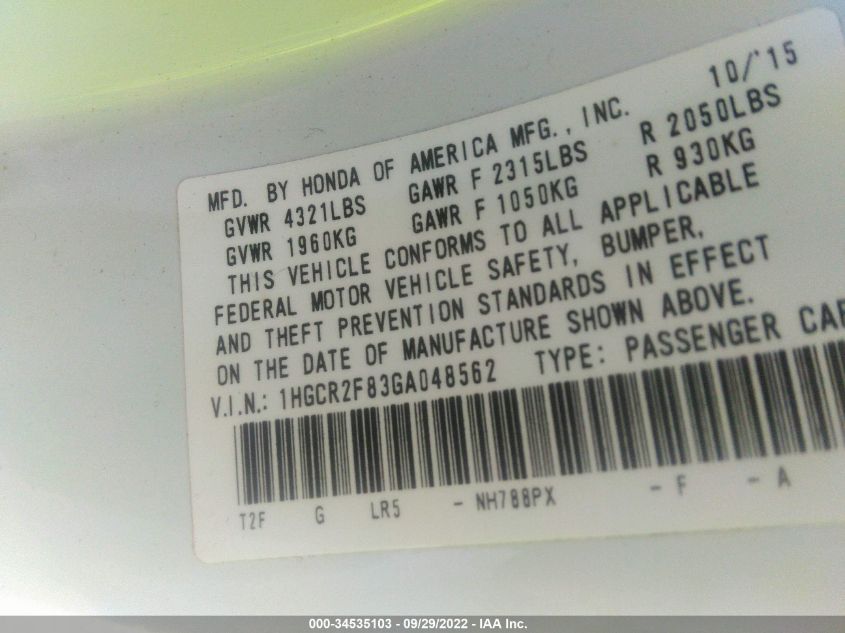 10/'15
MFD. BY HONDA OF AMERICA MFG., INC.
GVWR 4321LBS GAWR F 2315LBS R 2050LBS
GVWR 1960KG GAWR F 1050KG R 930KG
THIS VEHICLE CONFORMS TO ALL APPLICABLE
FEDERAL MOTOR VEHICLE SAFETY, BUMPER,
AND THEFT PREVENTION STANDARDS IN EFFECT
ON THE DATE OF MANUFACTURE SHOWN ABOVE.
V.I.N.: 1HGCR2F83GA048562 TYPE: PASSENGER CAR
T2F G LR5 - NH788PX - F - A
000-34535103 - 09/29/2022 - IAA Inc.